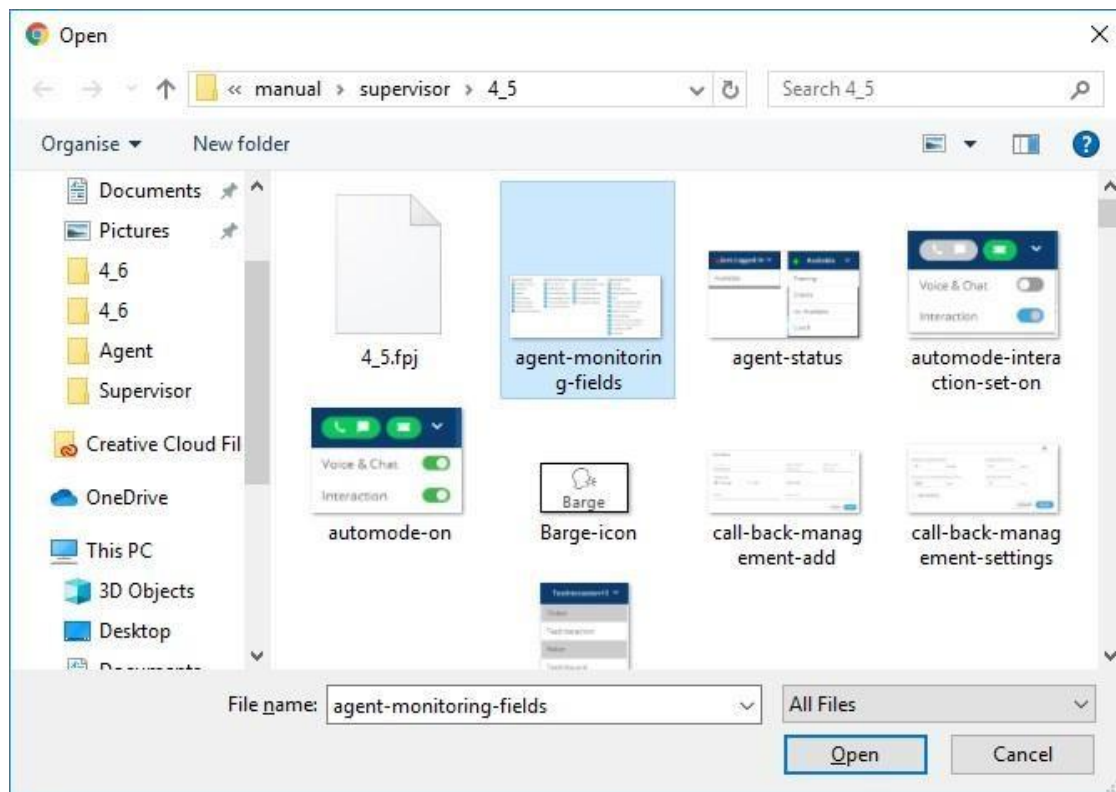 Open
« manual › supervisor › 4_5
Search 4_5
Organise
New folder
Documents
Pictures
4_6
4_6
Agent
Supervisor
Creative Cloud Fil
OneDrive
This PC
3D Objects
Desktop
4_5.fpj
agent-monitorin
g-fields
Available
Training
Lunch
agent-status
Voice & Chat
Interaction
automode-intera
ction-set-on
Voice & Chat
Interaction
automode-on
Barge
Barge-icon
call-back-manag
ement-add
call-back-manag
ement-settings
File name:
agent-monitoring-fields
All Files
Open
Cancel